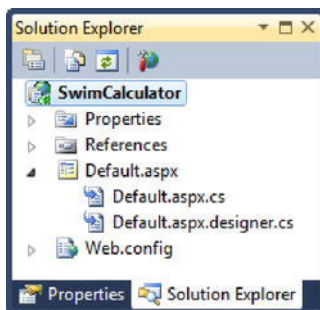 Solution Explorer
SwimCalculator
Properties
References
Default.aspx
Default.aspx.cs
Default.aspx.designer.cs
Web.config
Properties Solution Explorer